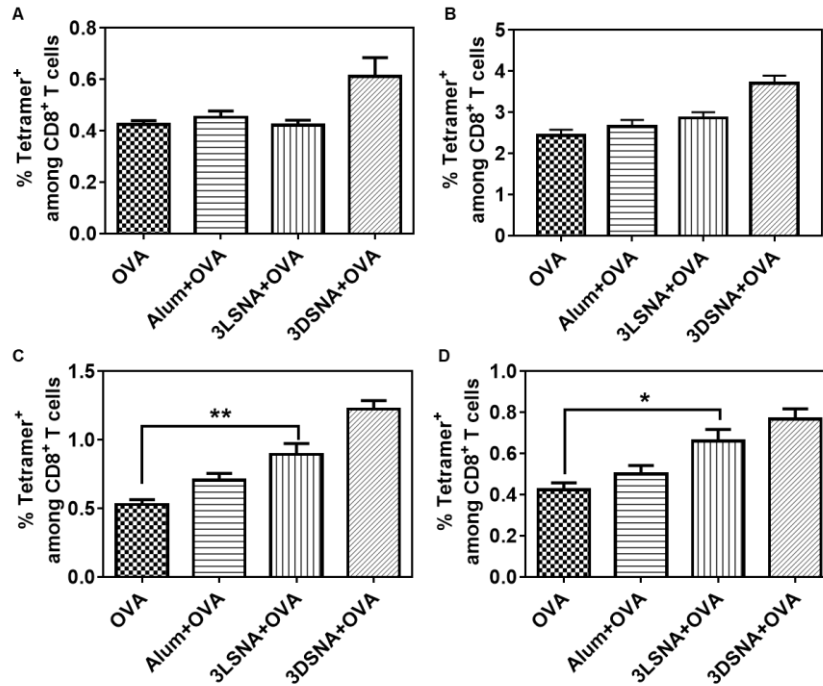 A
% Tetramer+
among CD8+ T cells
0.8
0.6
0.4
0.2
0.0
OVA
Alum+OVA
3LSNA+OVA
3DSNA+OVA
B
% Tetramer+
among CD8+ T cells
5
4
3
2
1
0
OVA
Alum+OVA
3LSNA+OVA
3DSNA+OVA
C
% Tetramer+
among CD8+ T cells
1.5
1.0
0.5
0.0
**
OVA
Alum+OVA
3LSNA+OVA
3DSNA+OVA
D
% Tetramer+
among CD8+ T cells
1.0
0.8
0.6
0.4
0.2
0.0
*
OVA
Alum+OVA
3LSNA+OVA
3DSNA+OVA